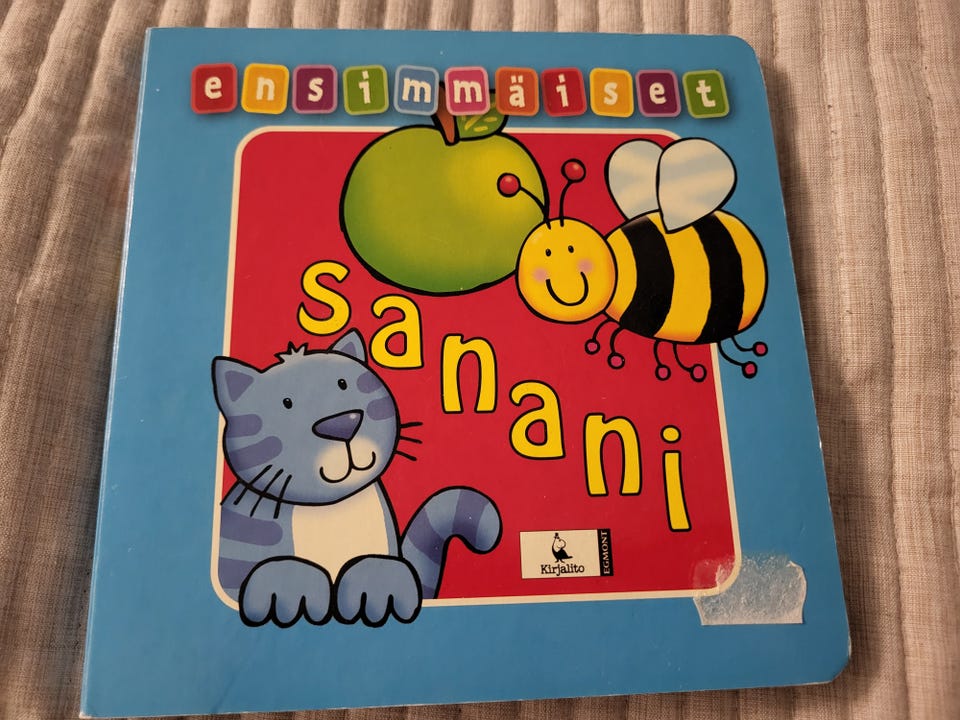 ensimmäiset
sanani
Kirjalito
EGMONT